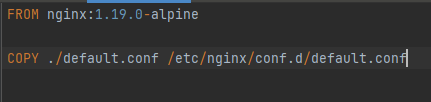 FROM nginx:1.19.0-alpine
COPY ./default.conf /etc/nginx/conf.d/default.conf